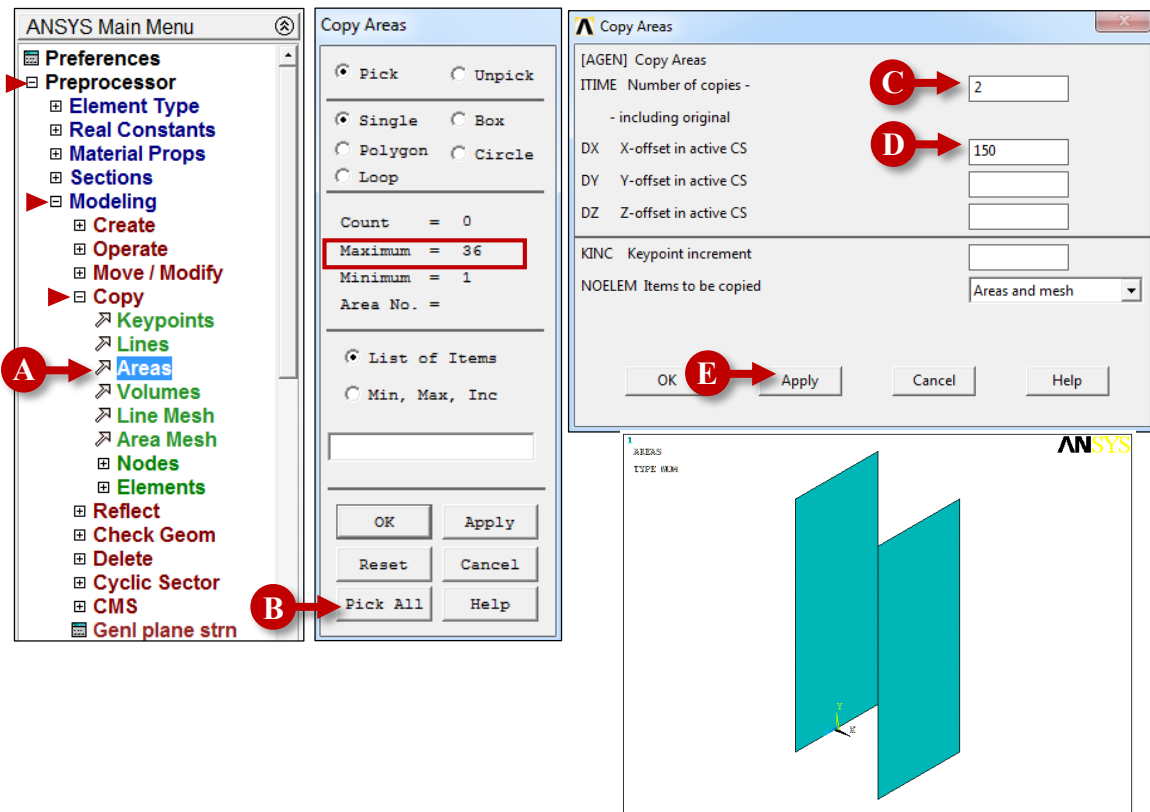 ANSYS Main Menu
Preferences
Preprocessor
Element Type
Real Constants
Material Props
Sections
Modeling
Create
Operate
Move / Modify
Copy
Keypoints
Lines
A
Areas
Volumes
Line Mesh
Area Mesh
Nodes
Elements
Reflect
Check Geom
Delete
Cyclic Sector
CMS
Genl plane strn
Copy Areas
Pick Unpick
Single Box
Polygon Circle
Loop
Count = 0
Maximum = 36
Minimum = 1
Area No. =
List of Items
Min, Max, Inc
OK Apply
Reset Cancel
B Pick All Help
Copy Areas
[AGEN] Copy Areas
ITIME Number of copies - C 2
- including original
DX X-offset in active CS D 150
DY Y-offset in active CS
DZ Z-offset in active CS
KINC Keypoint increment
NOELEM Items to be copied Areas and mesh
OK E Apply Cancel Help
1
AREAS
TYPE NUM
ANSYS
Y
X